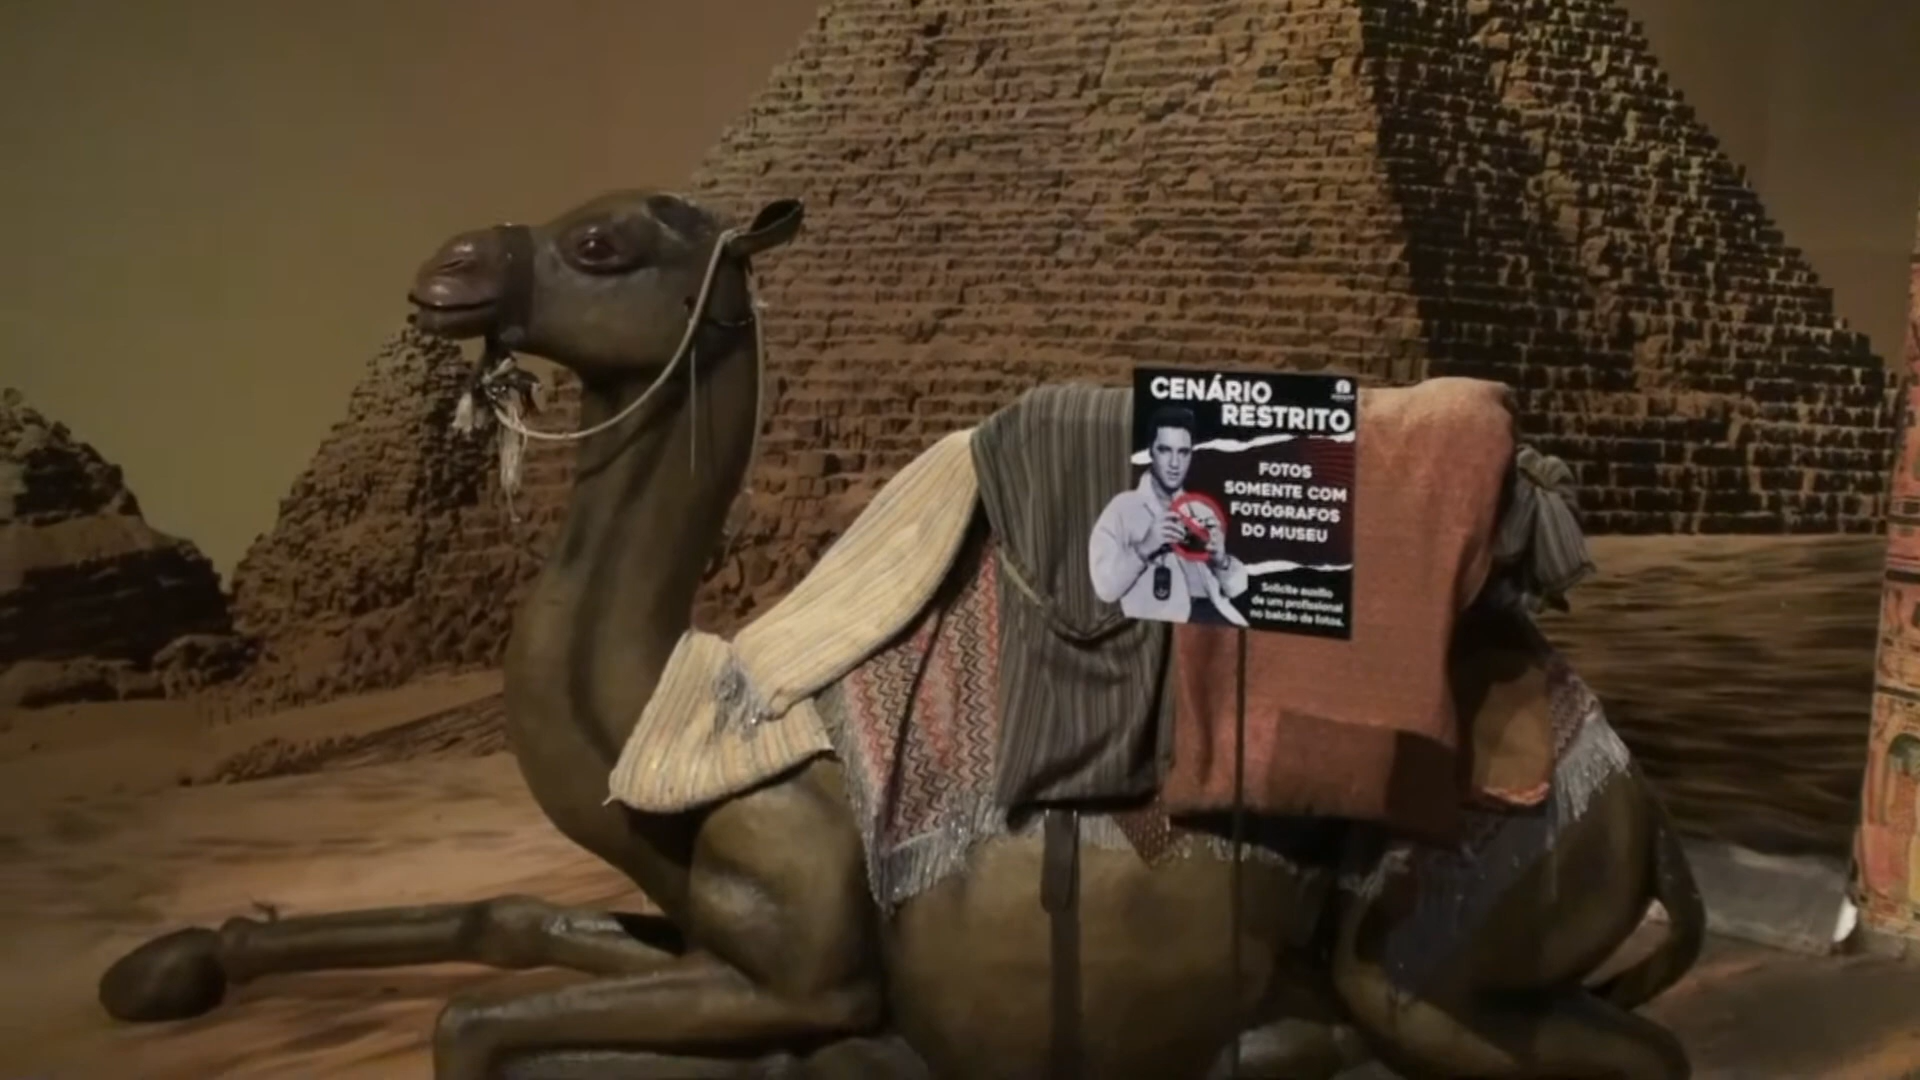 CENÁRIO
RESTRITO
FOTOS
SOMENTE COM
FOTÓGRAFOS
DO MUSEU
Solicite auxílio
de um profissional
no balcão de fotos.